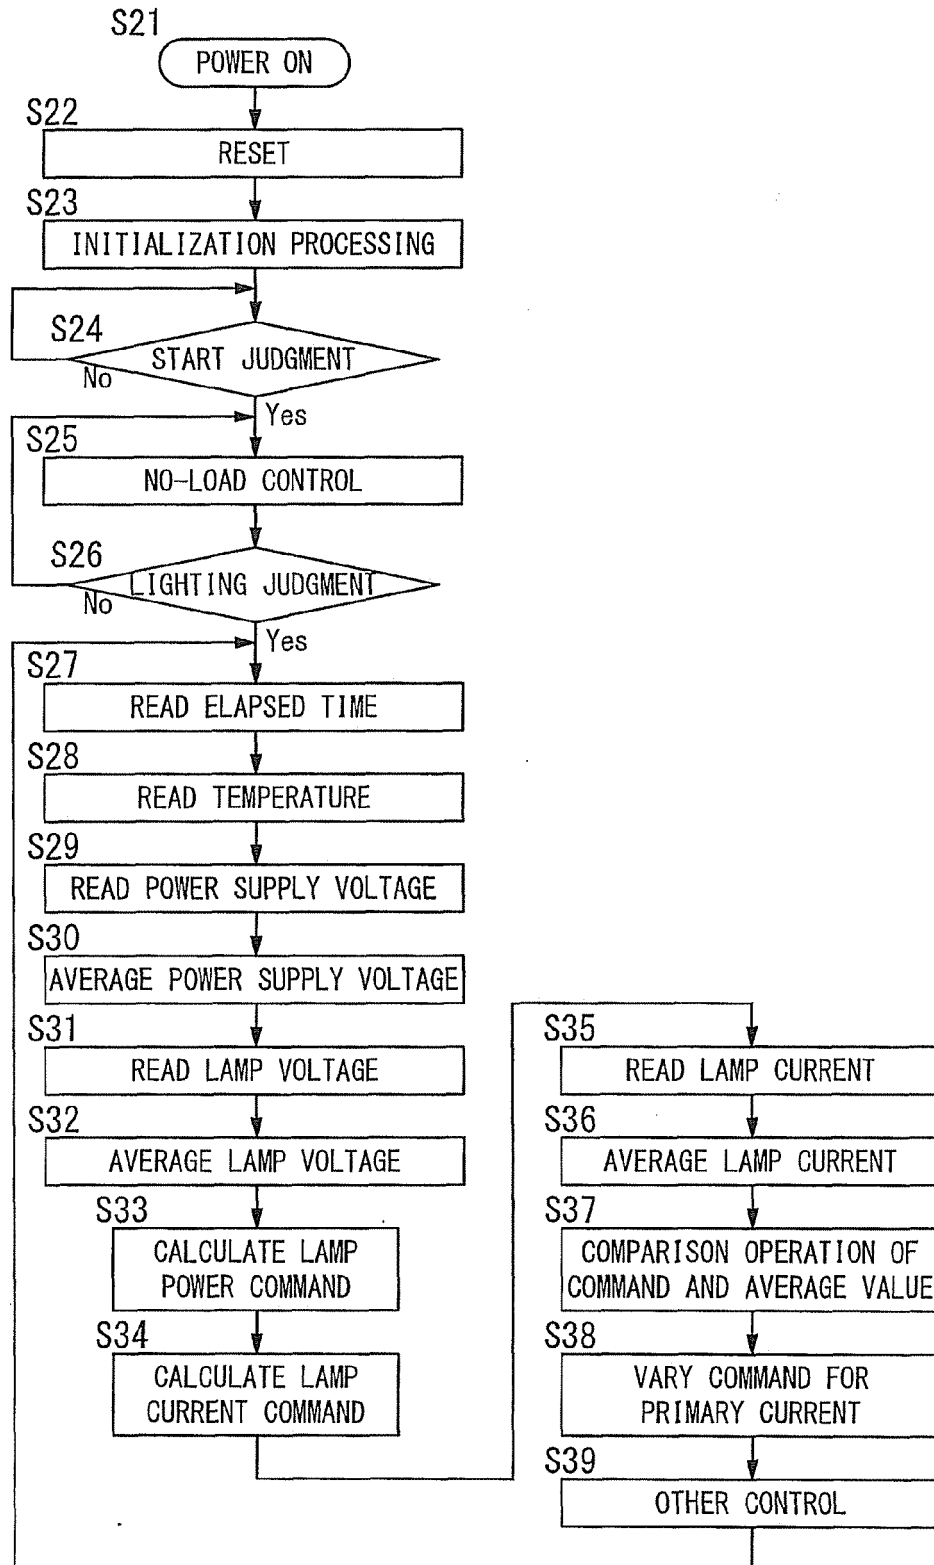 S21
POWER ON
S22
RESET
S23
INITIALIZATION PROCESSING
S24
START JUDGMENT
No
Yes
S25
NO-LOAD CONTROL
S26
LIGHTING JUDGMENT
No
Yes
S27
READ ELAPSED TIME
S28
READ TEMPERATURE
S29
READ POWER SUPPLY VOLTAGE
S30
AVERAGE POWER SUPPLY VOLTAGE
S31
READ LAMP VOLTAGE
S32
AVERAGE LAMP VOLTAGE
S33
CALCULATE LAMP
POWER COMMAND
S34
CALCULATE LAMP
CURRENT COMMAND
S35
READ LAMP CURRENT
S36
AVERAGE LAMP CURRENT
S37
COMPARISON OPERATION OF
COMMAND AND AVERAGE VALUE
S38
VARY COMMAND FOR
PRIMARY CURRENT
S39
OTHER CONTROL